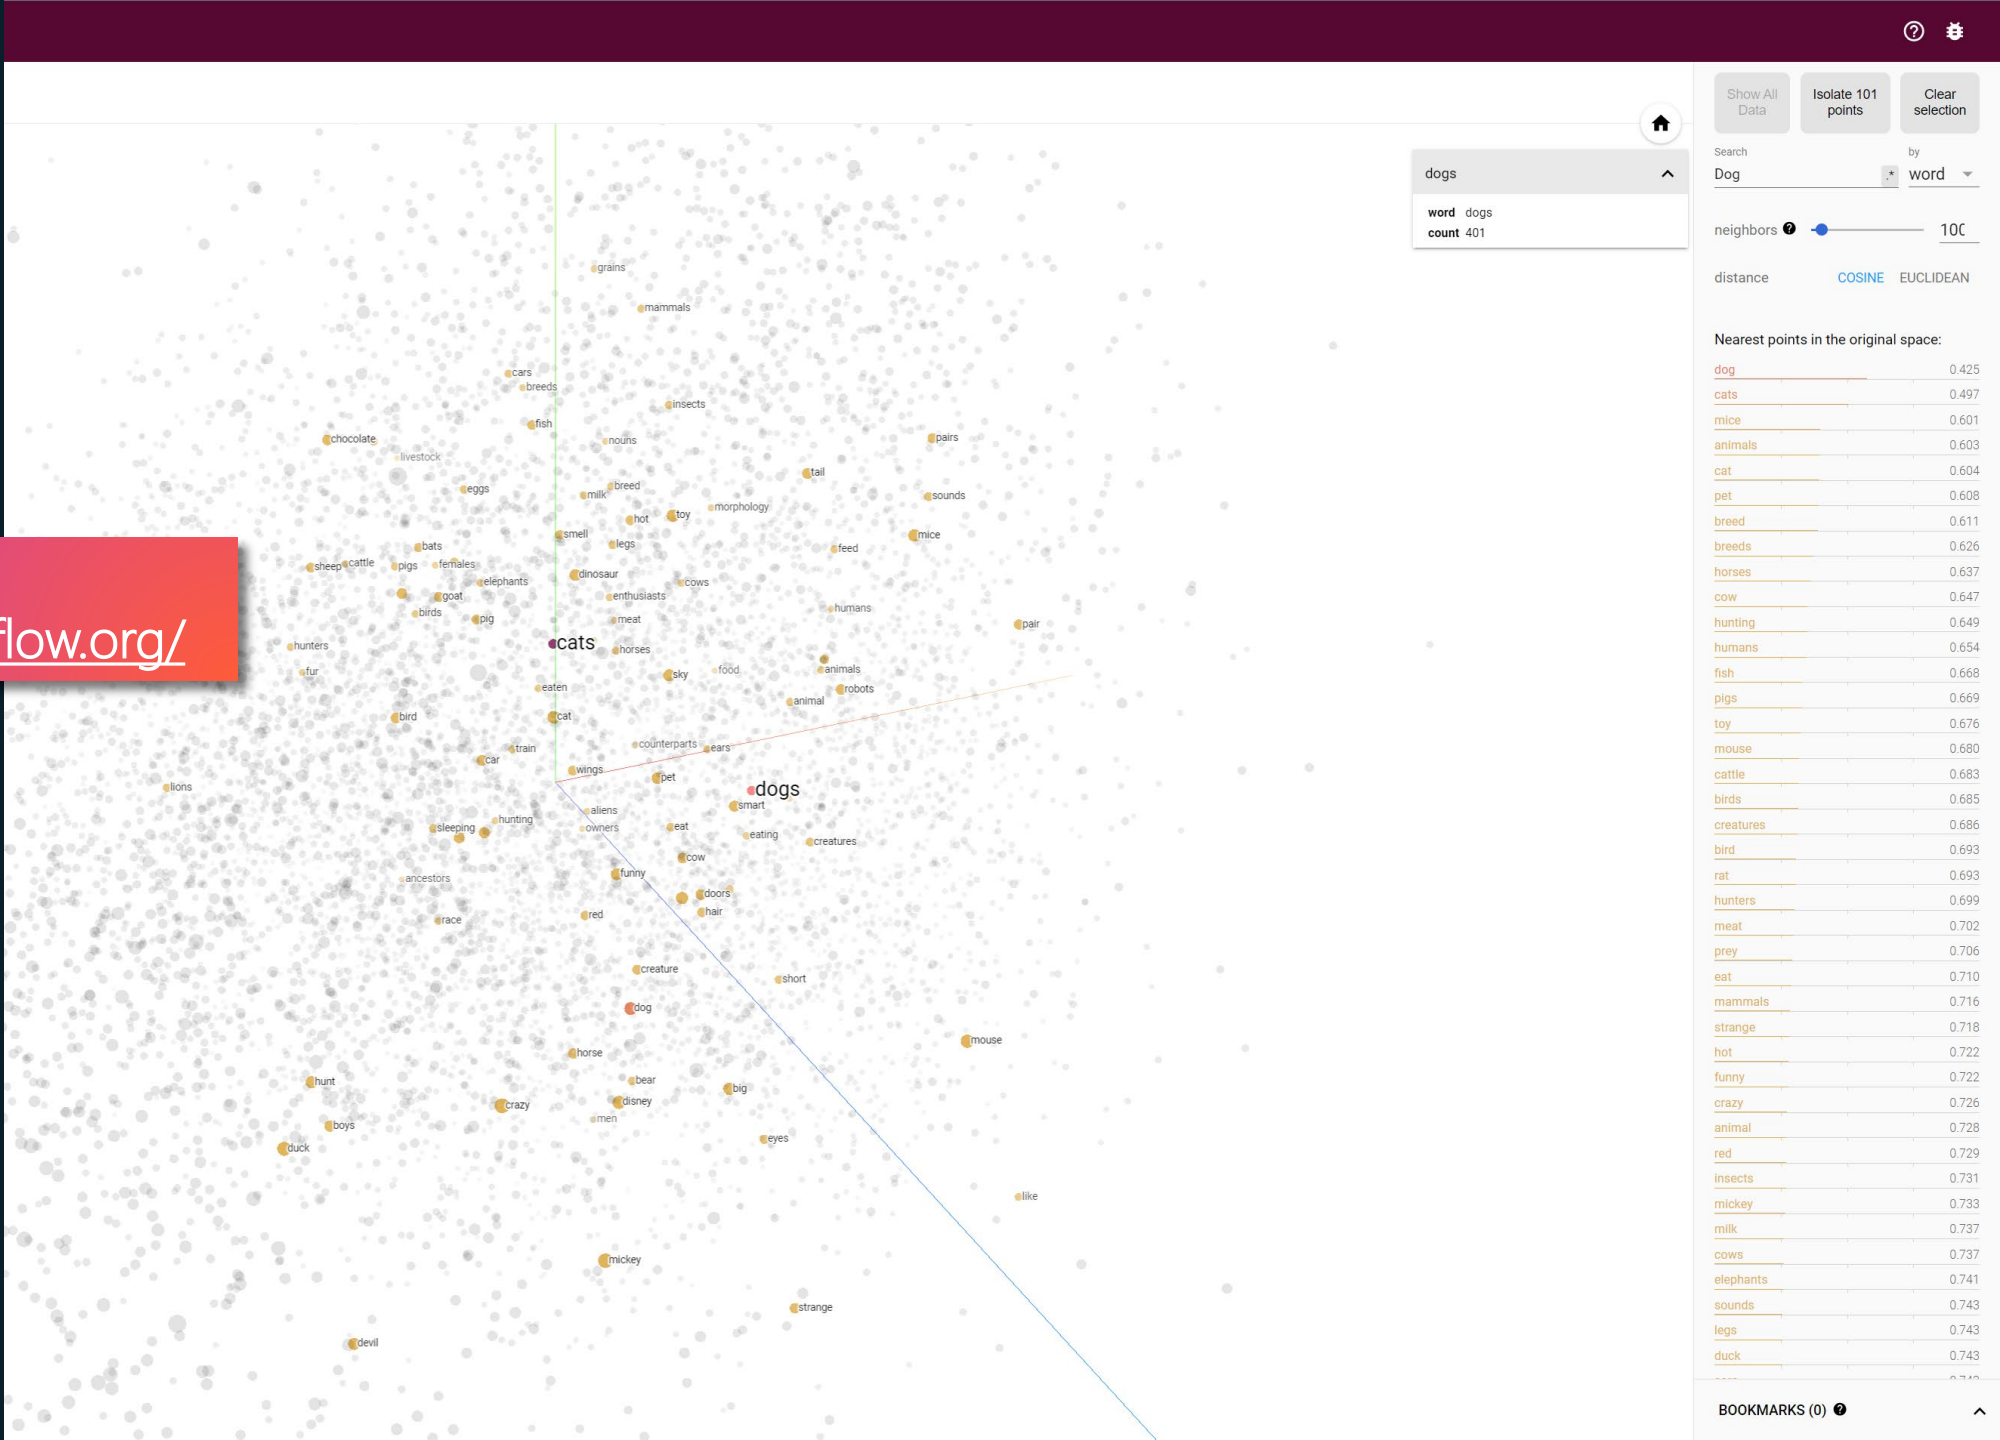 Show All Data
Isolate 101 points
Clear selection
Search
by
Dog
.*
word
neighbors
100
distance
COSINE
EUCLIDEAN
Nearest points in the original space:
dog 0.425
cats 0.497
mice 0.601
animals 0.603
cat 0.604
pet 0.608
breed 0.611
breeds 0.626
horses 0.637
cow 0.647
hunting 0.649
humans 0.654
fish 0.668
pigs 0.669
toy 0.676
mouse 0.680
cattle 0.683
birds 0.685
creatures 0.686
bird 0.693
rat 0.693
hunters 0.699
meat 0.702
prey 0.706
eat 0.710
mammals 0.716
strange 0.718
hot 0.722
funny 0.722
crazy 0.726
animal 0.728
red 0.729
insects 0.731
mickey 0.733
milk 0.737
cows 0.737
elephants 0.741
sounds 0.743
legs 0.743
duck 0.743
BOOKMARKS (0)
dogs
word dogs
count 401
flow.org/
grains
mammals
cars
breeds
insects
fish
chocolate
nouns
pairs
livestock
tail
eggs
breed
milk
sounds
morphology
hot
toy
smell
mice
legs
bats
feed
sheep
cattle
pigs
females
dinosaur
elephants
cows
goat
enthusiasts
birds
humans
pig
meat
pair
cats
hunters
horses
fur
sky
food
animals
eaten
robots
animal
bird
cat
train
counterparts
ears
car
wings
pet
lions
dogs
smart
aliens
hunting
sleeping
owners
eat
eating
creatures
cow
funny
ancestors
doors
hair
red
race
creature
short
dog
mouse
horse
hunt
bear
big
crazy
disney
men
boys
eyes
duck
like
mickey
strange
devil